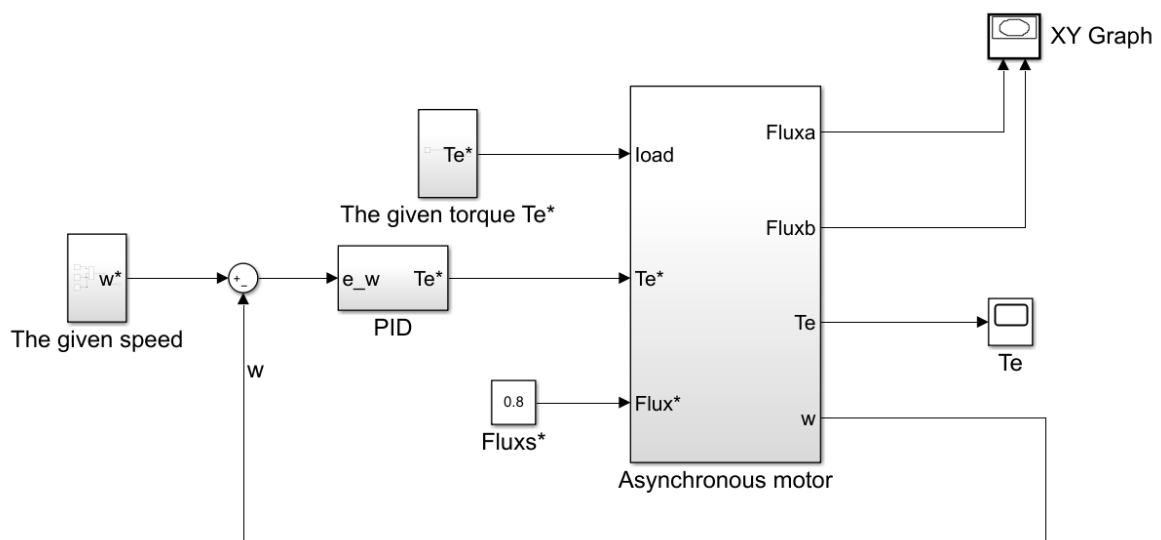 XY Graph
Fluxa
Te*
load
The given torque Te*
Fluxb
w*
+
-
e_w
Te*
Te*
PID
The given speed
Te
Te
w
0.8
Flux*
w
Fluxs*
Asynchronous motor